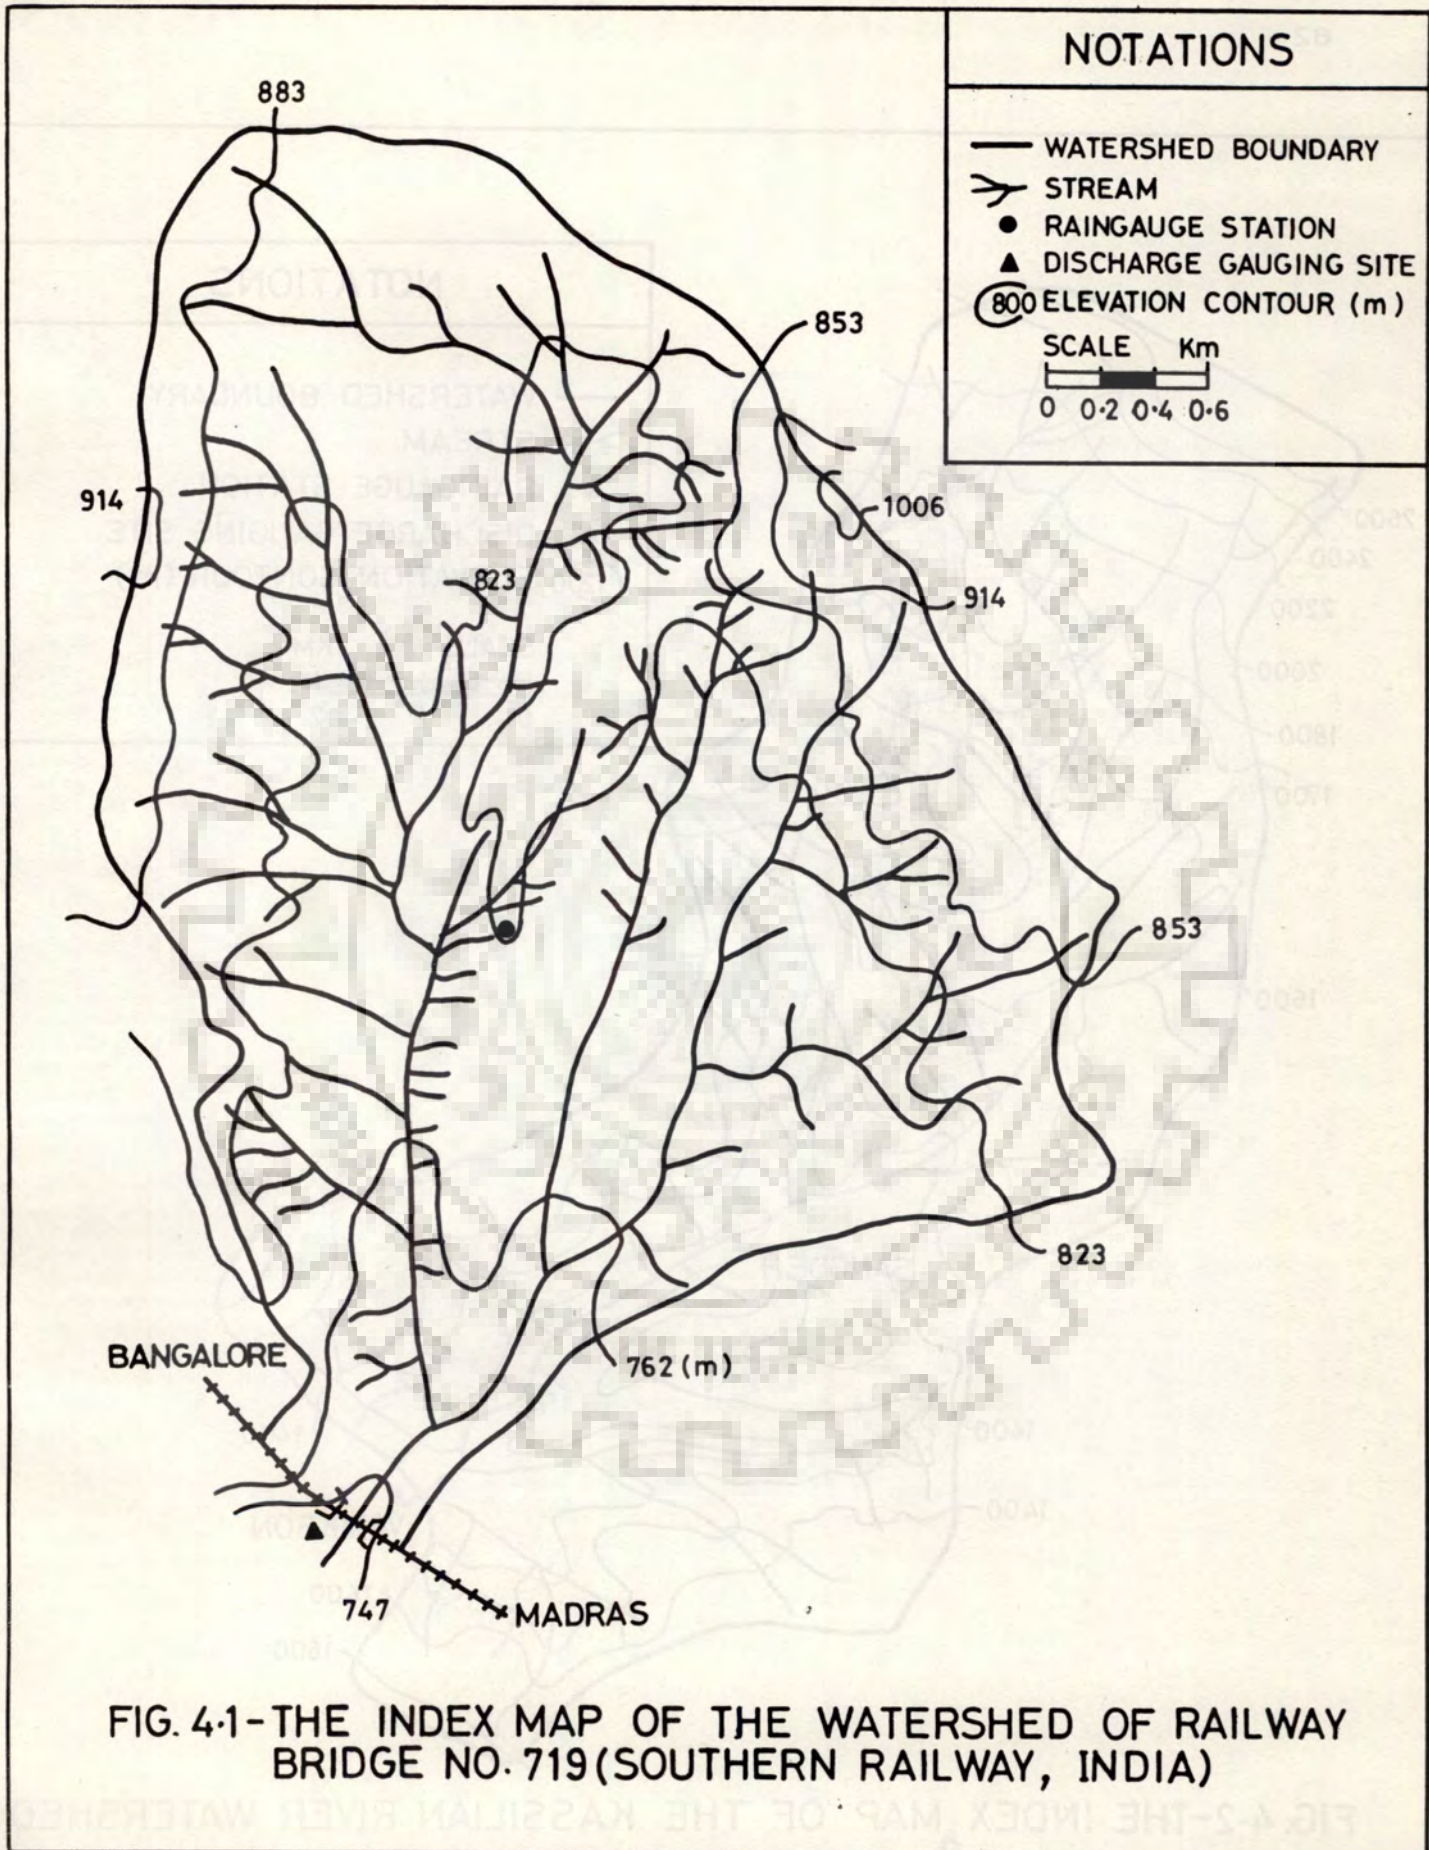 NOTATIONS
WATERSHED BOUNDARY
STREAM
RAINGAUGE STATION
DISCHARGE GAUGING SITE
800 ELEVATION CONTOUR (m)
SCALE Km
0 0·2 0·4 0·6
883
853
914
1006
823
914
853
823
BANGALORE
762 (m)
747
MADRAS
FIG. 4·1-THE INDEX MAP OF THE WATERSHED OF RAILWAY
BRIDGE NO. 719 (SOUTHERN RAILWAY, INDIA)